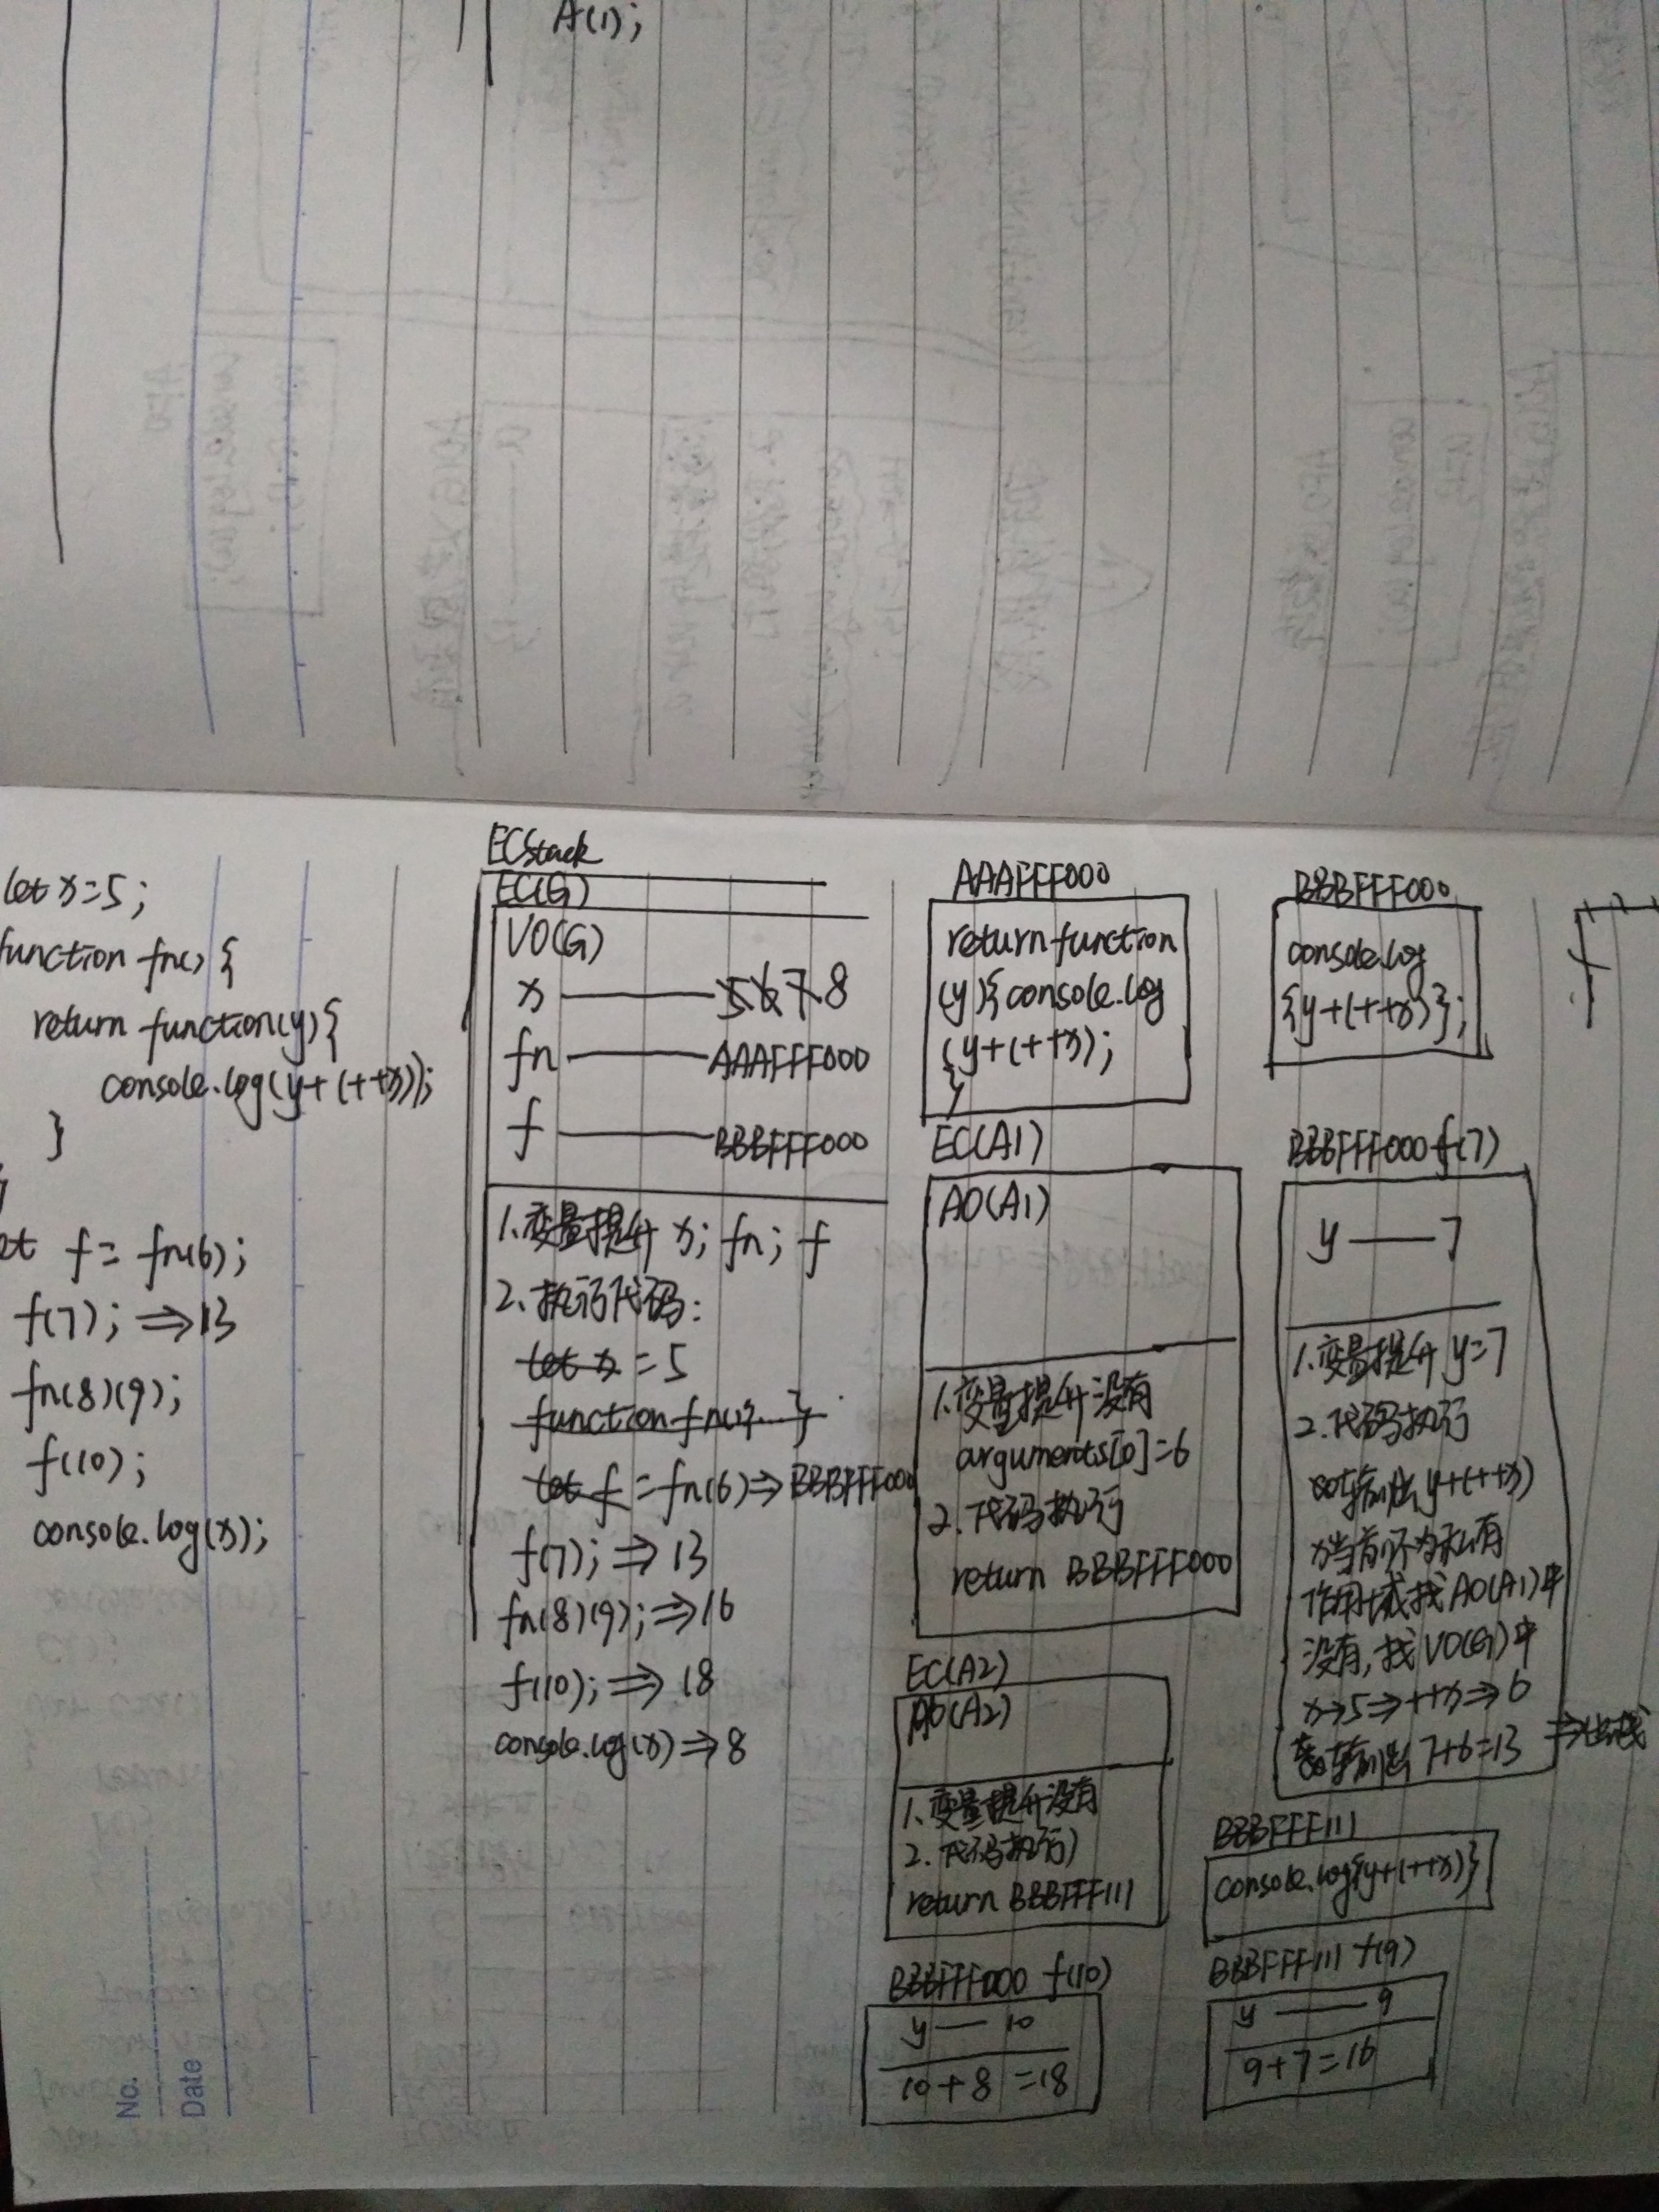 A(1);
let x=5;
function fn() {
return function(y){
console.log(y+(++x));
}
}
et f = fn(6);
f(7); ⇒13
fn(8)(9);
f(10);
console.log(x);
No.
Date
ECStack
EC(G)
VO(G)
x —— 5 6 7 8
fn —— AAAFFF000
f —— BBBFFF000
1、变量提升 x; fn; f
2、执行代码:
let x = 5
function fn(){....}
let f = fn(6)⇒BBBFFF000
f(7); ⇒ 13
fn(8)(9); ⇒16
f(10); ⇒ 18
console.log(x) ⇒8
AAAFFF000
return function
(y){console.log
(y+(++x);
}
EC(A1)
AO(A1)
1、变量提升没有
arguments[0]=6
2、代码执行
return BBBFFF000
EC(A2)
AO(A2)
1、变量提升没有
2、代码执行
return BBBFFF111
BBBFFF000 f(10)
y — 10
10+8 =18
BBBFFF000
console.log
{y+(++x)};
BBBFFF000 f(7)
y —— 7
1、变量提升 y=7
2、代码执行
输出 y+(++x)
x当前不为私有
作用域找AO(A1)中
没有,找VO(G)中
x→5⇒++x⇒6
输出 7+6=13 ⇒出栈
BBBFFF111
console.log{y+(++x)}
BBBFFF111 f(9)
y —— 9
9+7=16